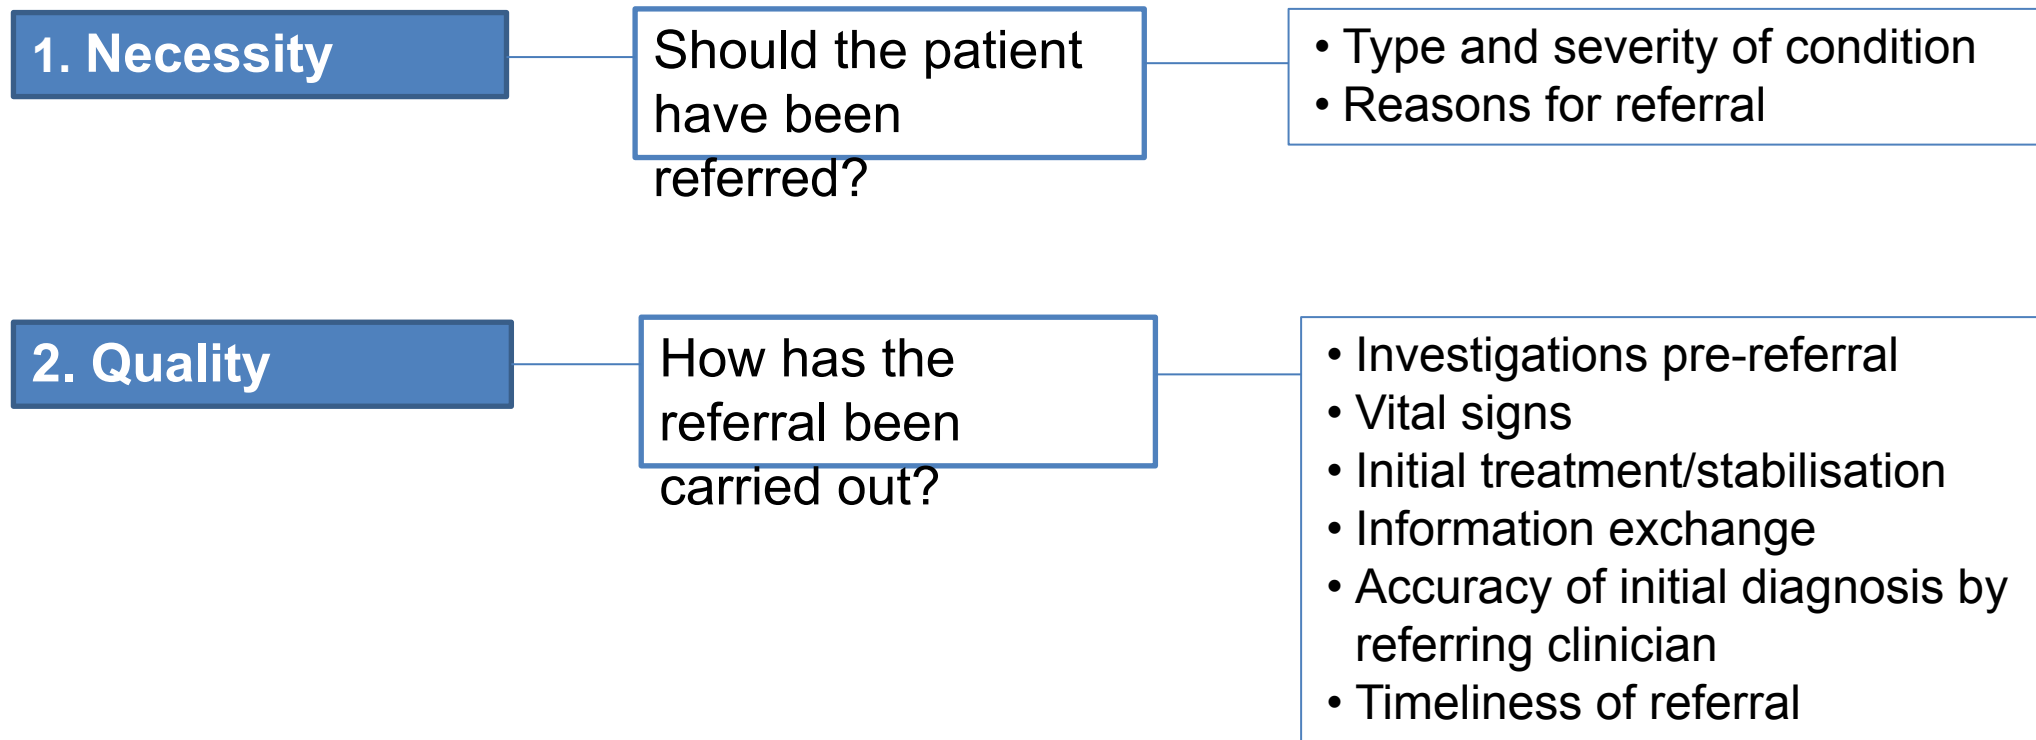 1. Necessity
Should the patient
have been
referred?
• Type and severity of condition
• Reasons for referral
2. Quality
How has the
referral been
carried out?
• Investigations pre-referral
• Vital signs
• Initial treatment/stabilisation
• Information exchange
• Accuracy of initial diagnosis by
referring clinician
• Timeliness of referral